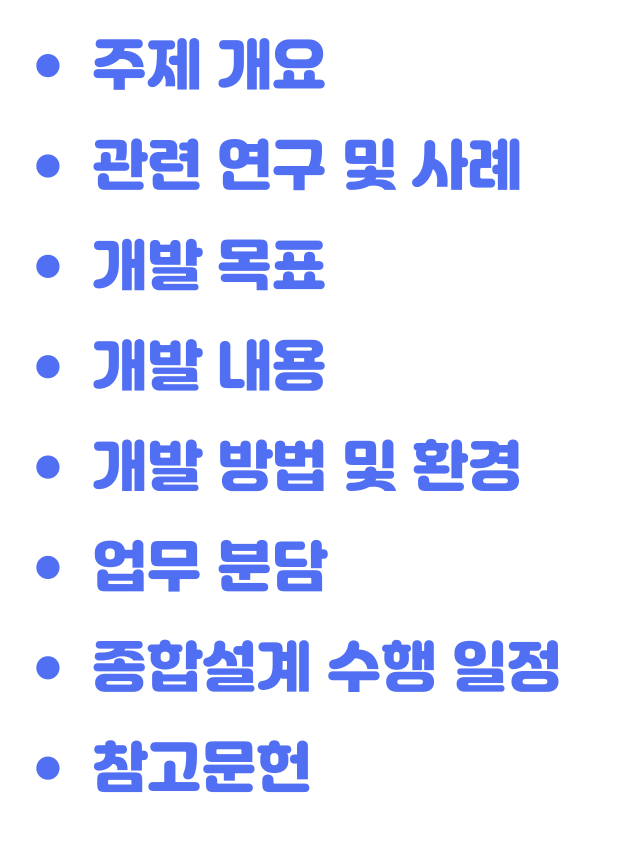 • 주제 개요
• 관련 연구 및 사례
• 개발 목표
• 개발 내용
• 개발 방법 및 환경
• 업무 분담
• 종합설계 수행 일정
• 참고문헌